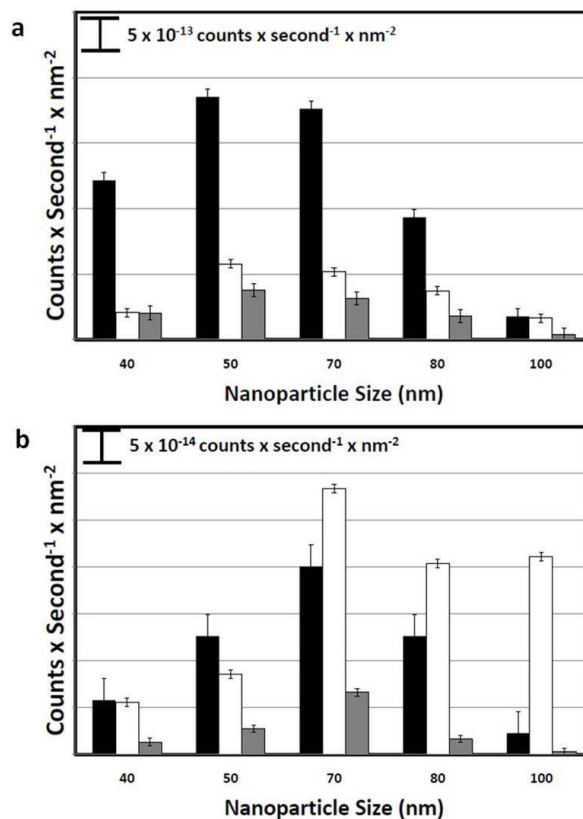 a
5 x 10⁻¹³ counts x second⁻¹ x nm⁻²
Counts x Second⁻¹ x nm⁻²
40 50 70 80 100
Nanoparticle Size (nm)
b
5 x 10⁻¹⁴ counts x second⁻¹ x nm⁻²
Counts x Second⁻¹ x nm⁻²
40 50 70 80 100
Nanoparticle Size (nm)